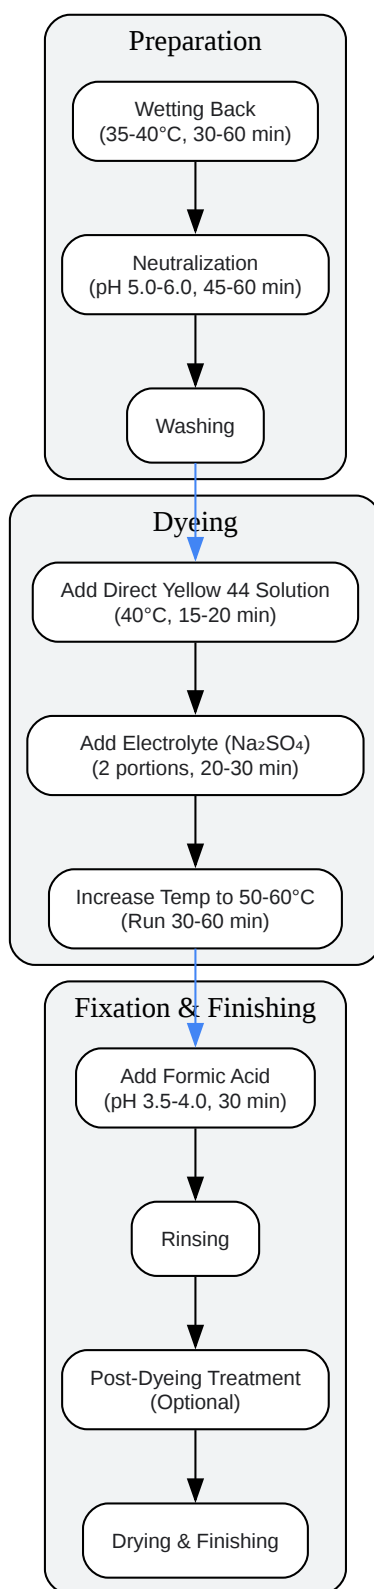 Preparation
Wetting Back
(35-40°C, 30-60 min)
Neutralization
(pH 5.0-6.0, 45-60 min)
Washing
Dyeing
Add Direct Yellow 44 Solution
(40°C, 15-20 min)
Add Electrolyte (Na₂SO₄)
(2 portions, 20-30 min)
Increase Temp to 50-60°C
(Run 30-60 min)
Fixation & Finishing
Add Formic Acid
(pH 3.5-4.0, 30 min)
Rinsing
Post-Dyeing Treatment
(Optional)
Drying & Finishing